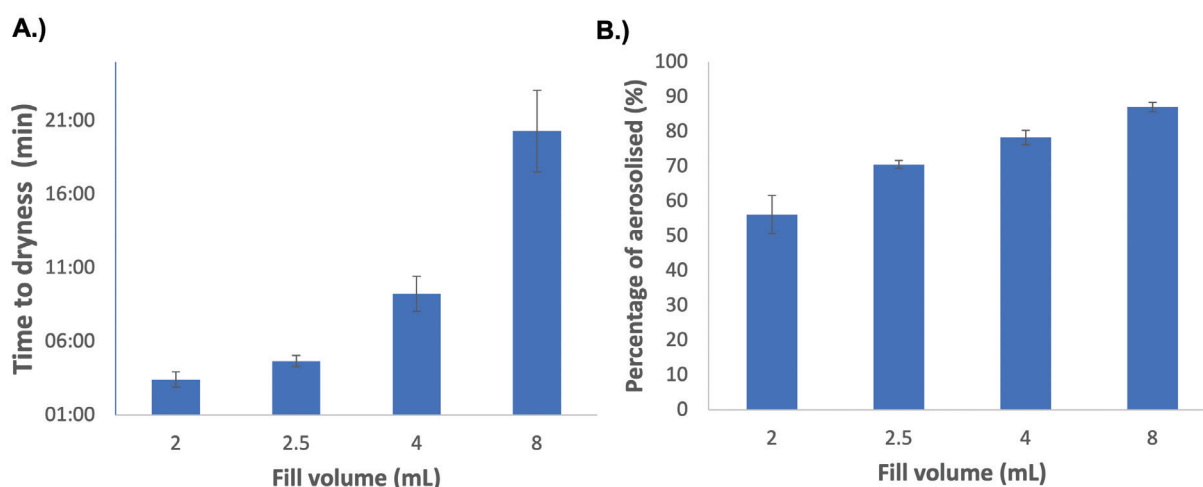 A.)
Time to dryness (min)
21:00
16:00
11:00
06:00
01:00
2 2.5 4 8
Fill volume (mL)
B.)
Percentage of aerosolised (%)
100
90
80
70
60
50
40
30
20
10
0
2 2.5 4 8
Fill volume (mL)